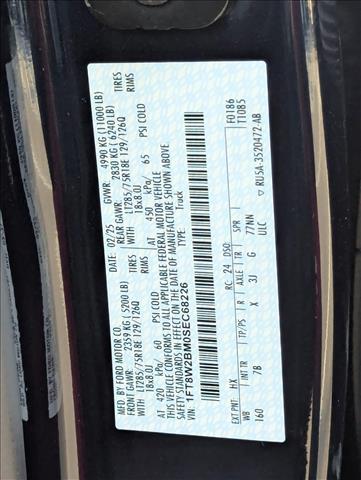 MFD. BY FORD MOTOR CO.
02/25 GVWR: 4990 KG (11000 LB)
FRONT GAWR: 2359 KG (5200 LB) REAR GAWR: 2830 KG (6240 LB)
WITH LT285/75R18E 129/126Q TIRES WITH LT285/75R18E 129/126Q TIRES
18x8.0J RIMS 18x8.0J RIMS
AT 420 kPa/ 60 PSI COLD AT 450 kPa/ 65 PSI COLD
THIS VEHICLE CONFORMS TO ALL APPLICABLE FEDERAL MOTOR VEHICLE
SAFETY STANDARDS IN EFFECT ON THE DATE OF MANUFACTURE SHOWN ABOVE.
VIN: 1FT8W2BM0SEC68226
TYPE: Truck
F0186
T1085
EXT PNT: HX RC: 24 DSO:
WB INT TR TP/PS R AXLE TR SPR
160 7B X 3J G 77NN
ULC
▽ RU5A-3520472-AB